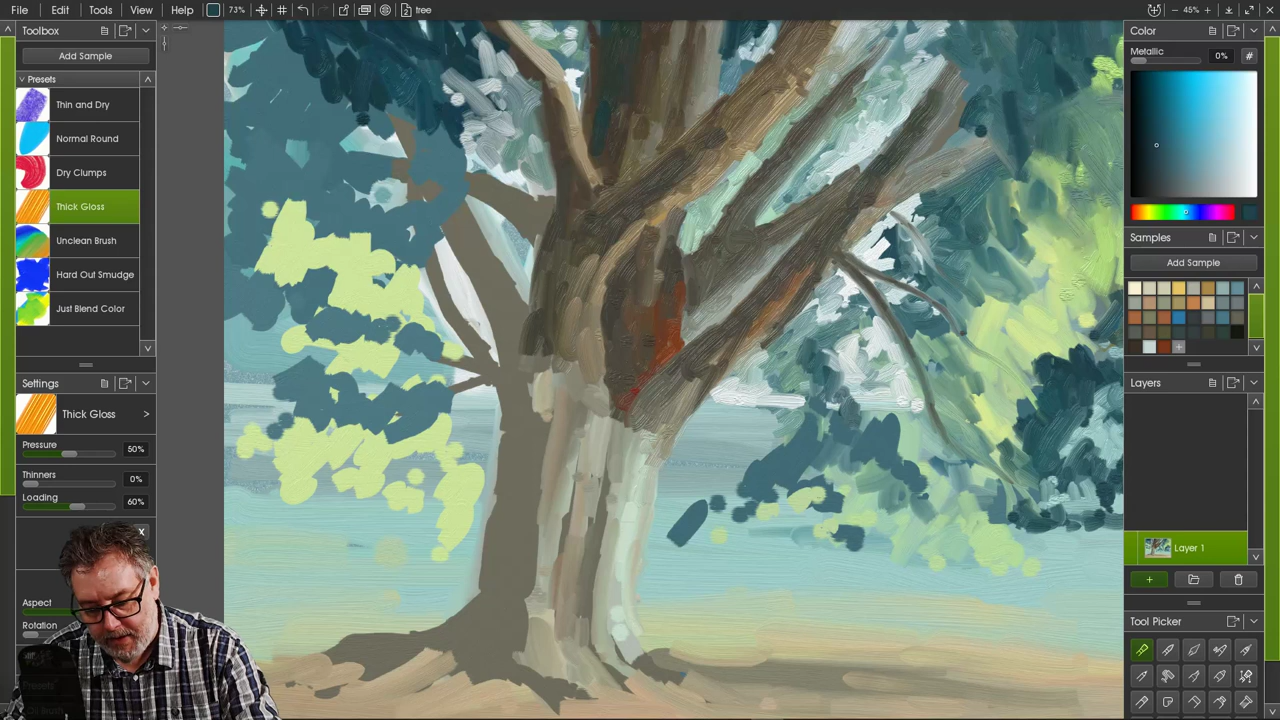 File Edit Tools View Help 73% 2 tree − 45% +
Toolbox
Add Sample
Presets
Thin and Dry
Normal Round
Dry Clumps
Thick Gloss
Unclean Brush
Hard Out Smudge
Just Blend Color
Settings
Thick Gloss >
Pressure
50%
Thinners
0%
Loading
60%
X
Aspect
Rotation
Color
Metallic
0% #
Samples
Add Sample
Layers
Layer 1
Tool Picker